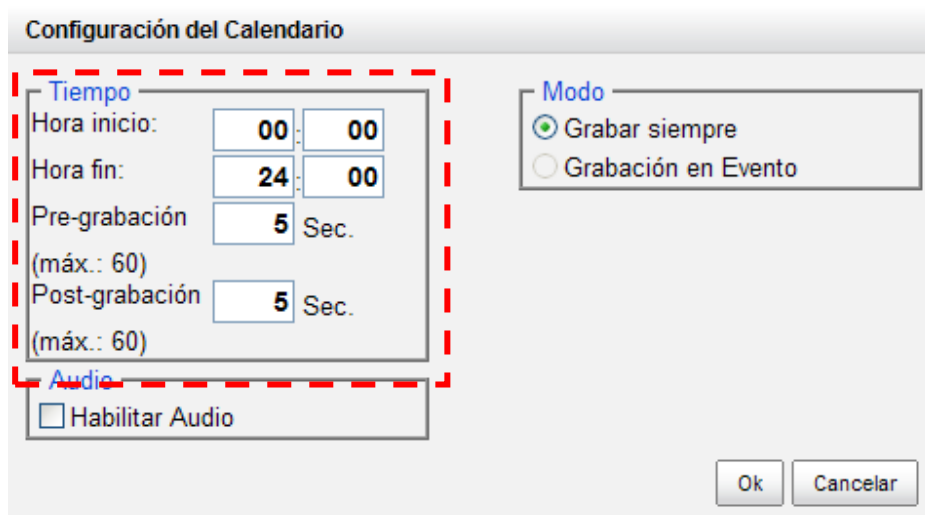 Configuración del Calendario
Tiempo
Hora inicio: 00 : 00
Hora fin: 24 : 00
Pre-grabación 5 Sec.
(máx.: 60)
Post-grabación 5 Sec.
(máx.: 60)
Modo
Grabar siempre
Grabación en Evento
Audio
Habilitar Audio
Ok Cancelar